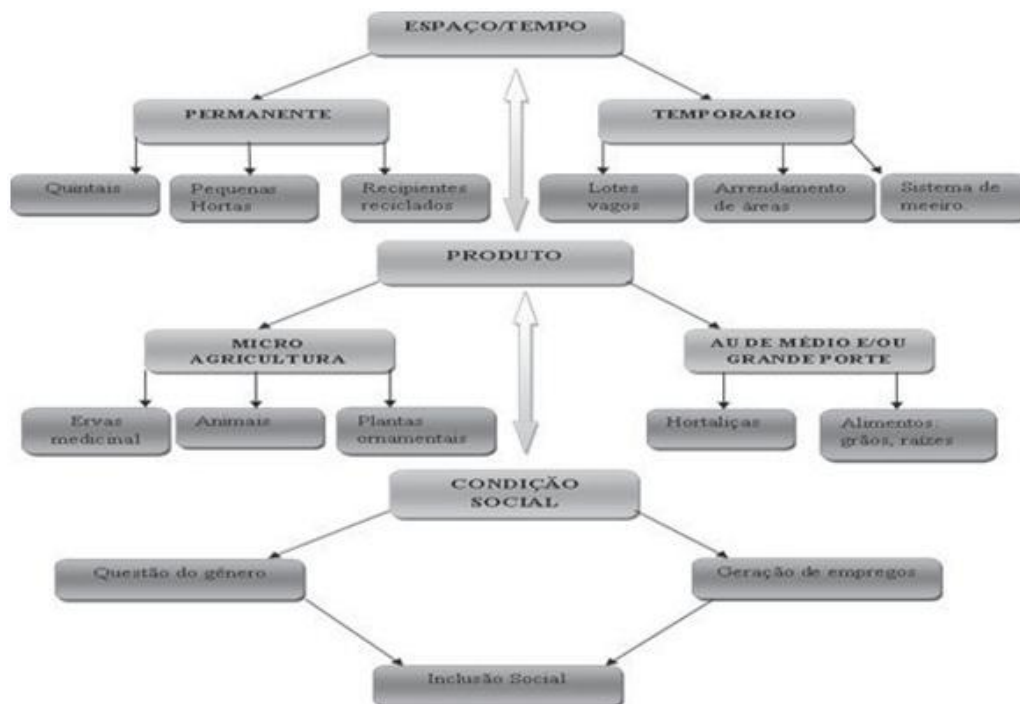 ESPAÇO/TEMPO
PERMANENTE
TEMPORARIO
Quintais
Pequenas
Hortas
Recipientes
reciclados
Lotes
vagos
Arrendamento
de áreas
Sistema de
meeiro.
PRODUTO
MICRO
AGRICULTURA
AU DE MÉDIO E/OU
GRANDE PORTE
Ervas
medicinal
Animais
Plantas
ornamentais
Hortaliças
Alimentos:
grãos, raízes
CONDIÇÃO
SOCIAL
Questão do gênero
Geração de empregos
Inclusão Social